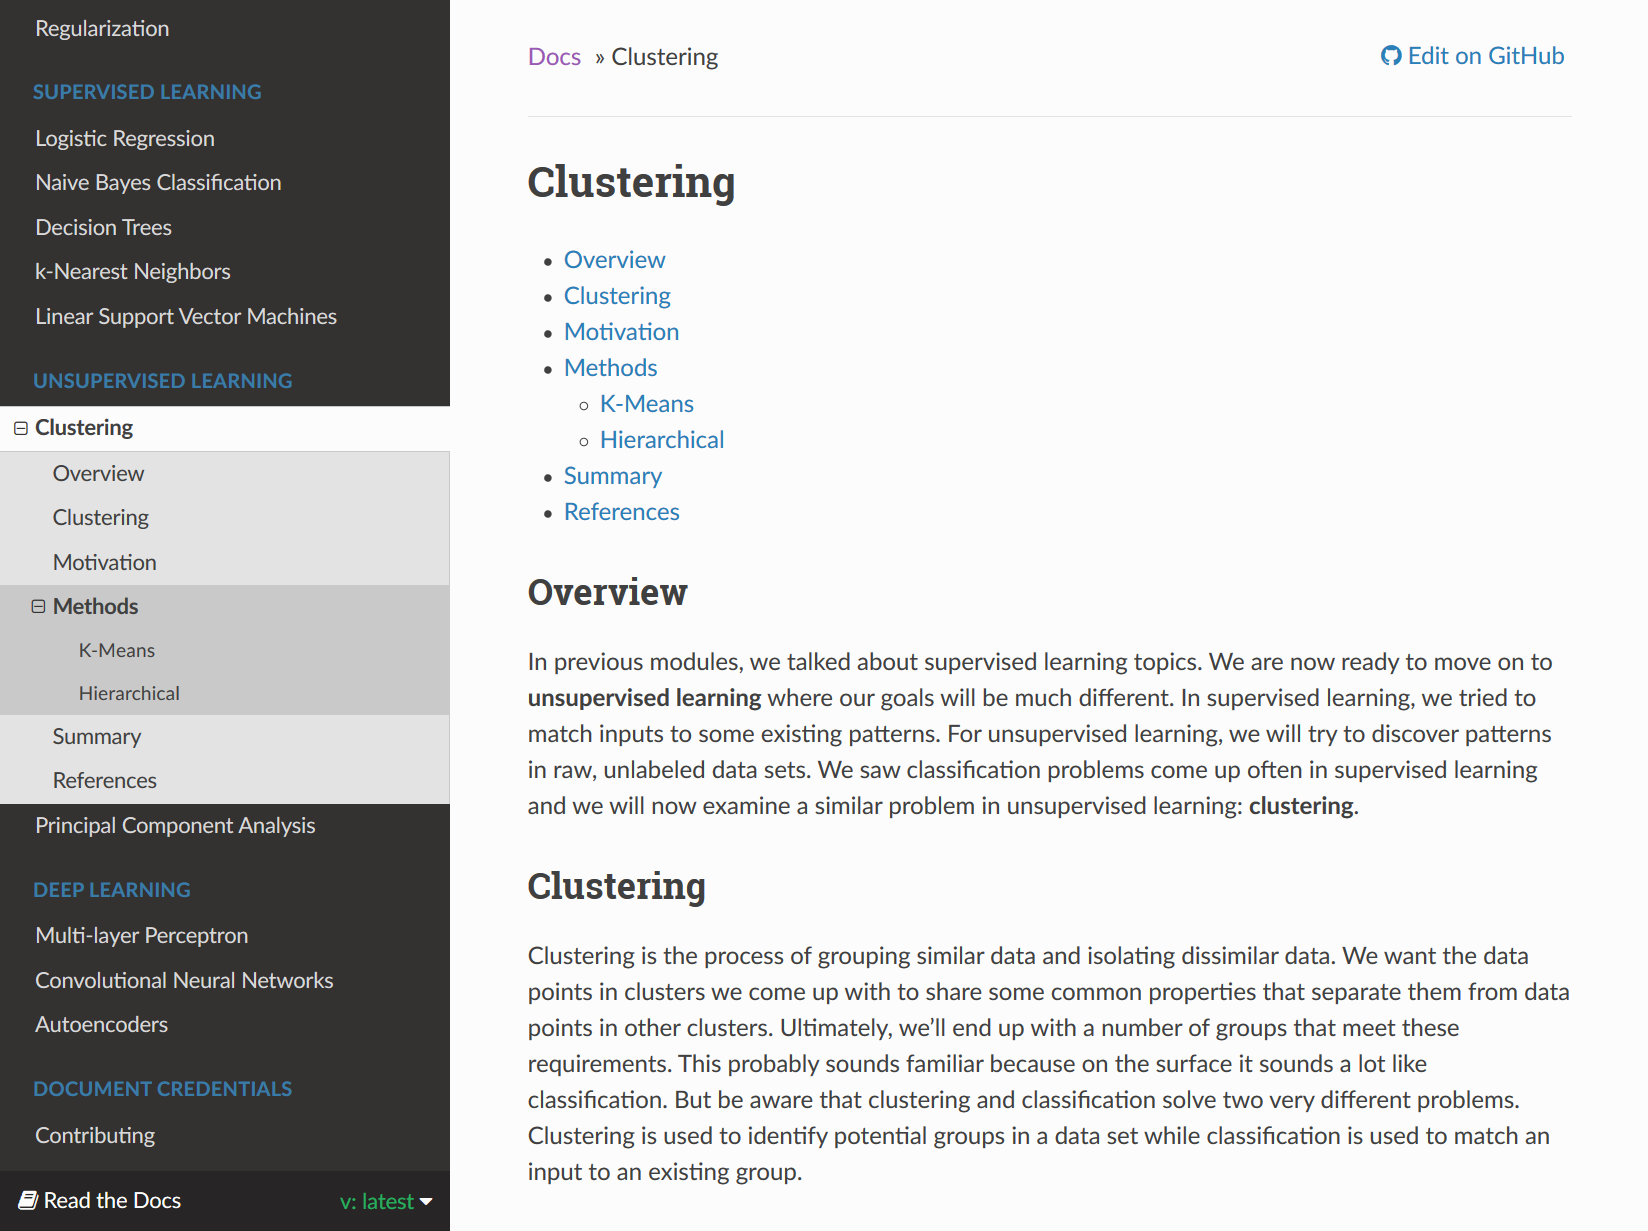 Regularization
SUPERVISED LEARNING
Logistic Regression
Naive Bayes Classification
Decision Trees
k-Nearest Neighbors
Linear Support Vector Machines
UNSUPERVISED LEARNING
Clustering
Overview
Clustering
Motivation
Methods
K-Means
Hierarchical
Summary
References
Principal Component Analysis
DEEP LEARNING
Multi-layer Perceptron
Convolutional Neural Networks
Autoencoders
DOCUMENT CREDENTIALS
Contributing
Read the Docs v: latest
Docs » Clustering
Edit on GitHub
Clustering
Overview
Clustering
Motivation
Methods
K-Means
Hierarchical
Summary
References
Overview
In previous modules, we talked about supervised learning topics. We are now ready to move on to
unsupervised learning where our goals will be much different. In supervised learning, we tried to
match inputs to some existing patterns. For unsupervised learning, we will try to discover patterns
in raw, unlabeled data sets. We saw classification problems come up often in supervised learning
and we will now examine a similar problem in unsupervised learning: clustering.
Clustering
Clustering is the process of grouping similar data and isolating dissimilar data. We want the data
points in clusters we come up with to share some common properties that separate them from data
points in other clusters. Ultimately, we’ll end up with a number of groups that meet these
requirements. This probably sounds familiar because on the surface it sounds a lot like
classification. But be aware that clustering and classification solve two very different problems.
Clustering is used to identify potential groups in a data set while classification is used to match an
input to an existing group.